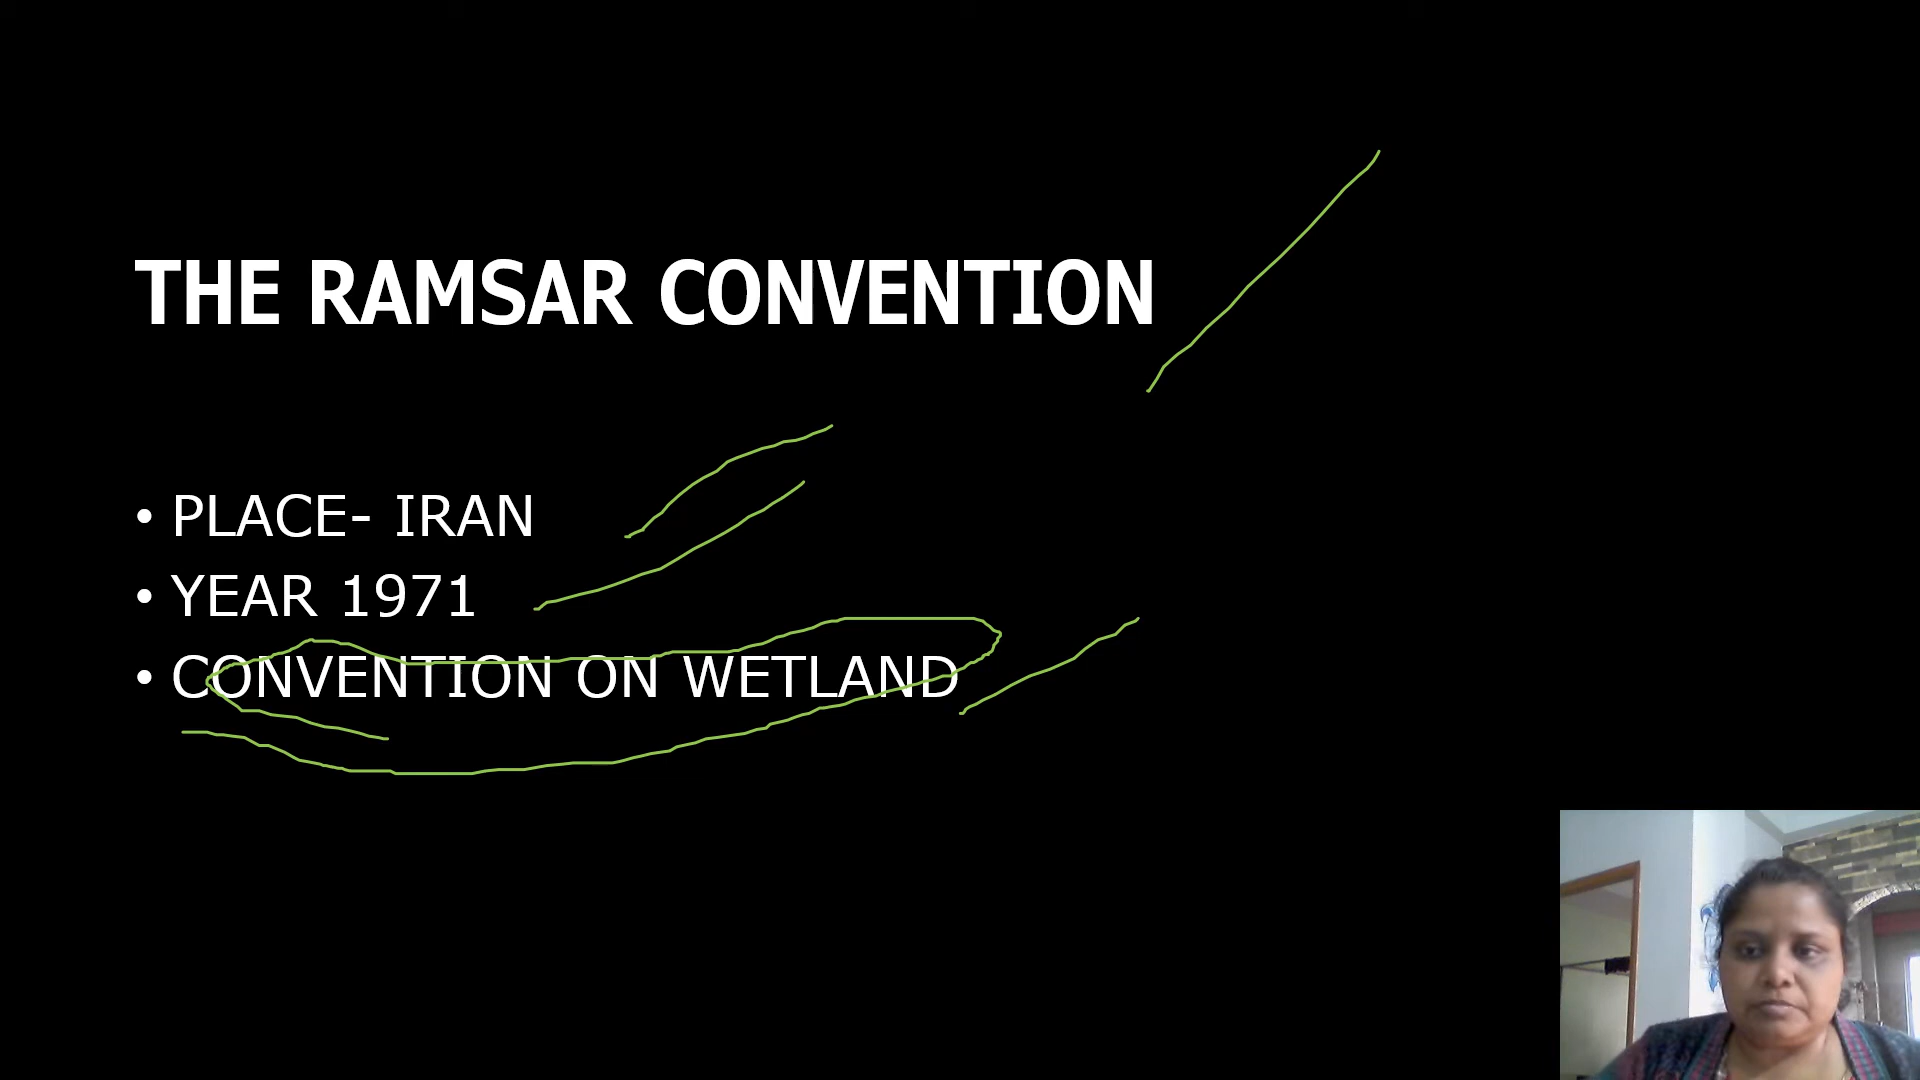 THE RAMSAR CONVENTION
• PLACE- IRAN
• YEAR 1971
• CONVENTION ON WETLAND